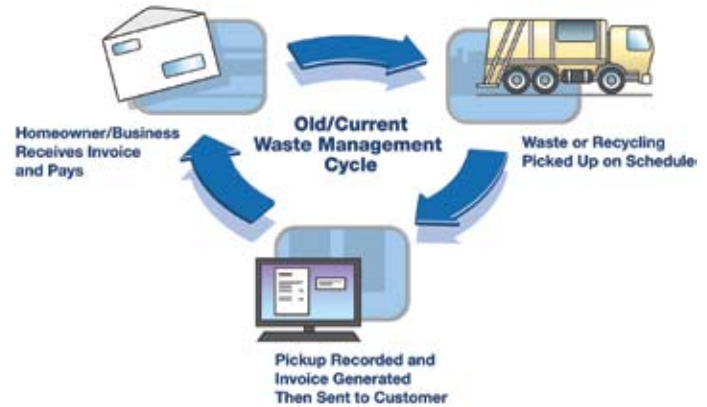 Old/Current
Waste Management
Cycle
Homeowner/Business
Receives Invoice
and Pays
Waste or Recycling
Picked Up on Schedule
Pickup Recorded and
Invoice Generated
Then Sent to Customer